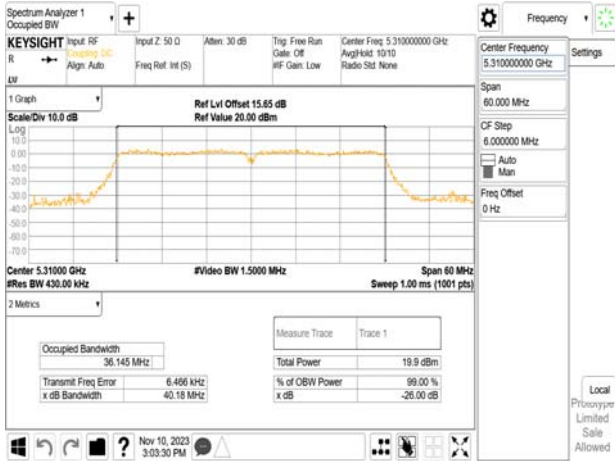 Spectrum Analyzer 1
Occupied BW
+
Frequency
KEYSIGHT Input: RF Input Z: 50 Ω Atten: 30 dB Trig: Free Run Center Freq: 5.310000000 GHz
R Coupling: DC Gate: Off Avg|Hold: 10/10
Align: Auto Freq Ref: Int (S) #IF Gain: Low Radio Std: None
Center Frequency
5.310000000 GHz
Settings
Span
60.000 MHz
CF Step
6.000000 MHz
Auto
Man
Freq Offset
0 Hz
1 Graph
Ref Lvl Offset 15.65 dB
Scale/Div 10.0 dB Ref Value 20.00 dBm
Log
10.0
0.00
-10.0
-20.0
-30.0
-40.0
-50.0
-60.0
-70.0
Center 5.31000 GHz #Video BW 1.5000 MHz Span 60 MHz
#Res BW 430.00 kHz Sweep 1.00 ms (1001 pts)
2 Metrics
Measure Trace Trace 1
Occupied Bandwidth
36.145 MHz
Total Power 19.9 dBm
Transmit Freq Error 6.466 kHz % of OBW Power 99.00 %
x dB Bandwidth 40.18 MHz x dB -26.00 dB
Local
Prototype
Limited
Sale
Allowed
?
Nov 10, 2023
3:03:30 PM